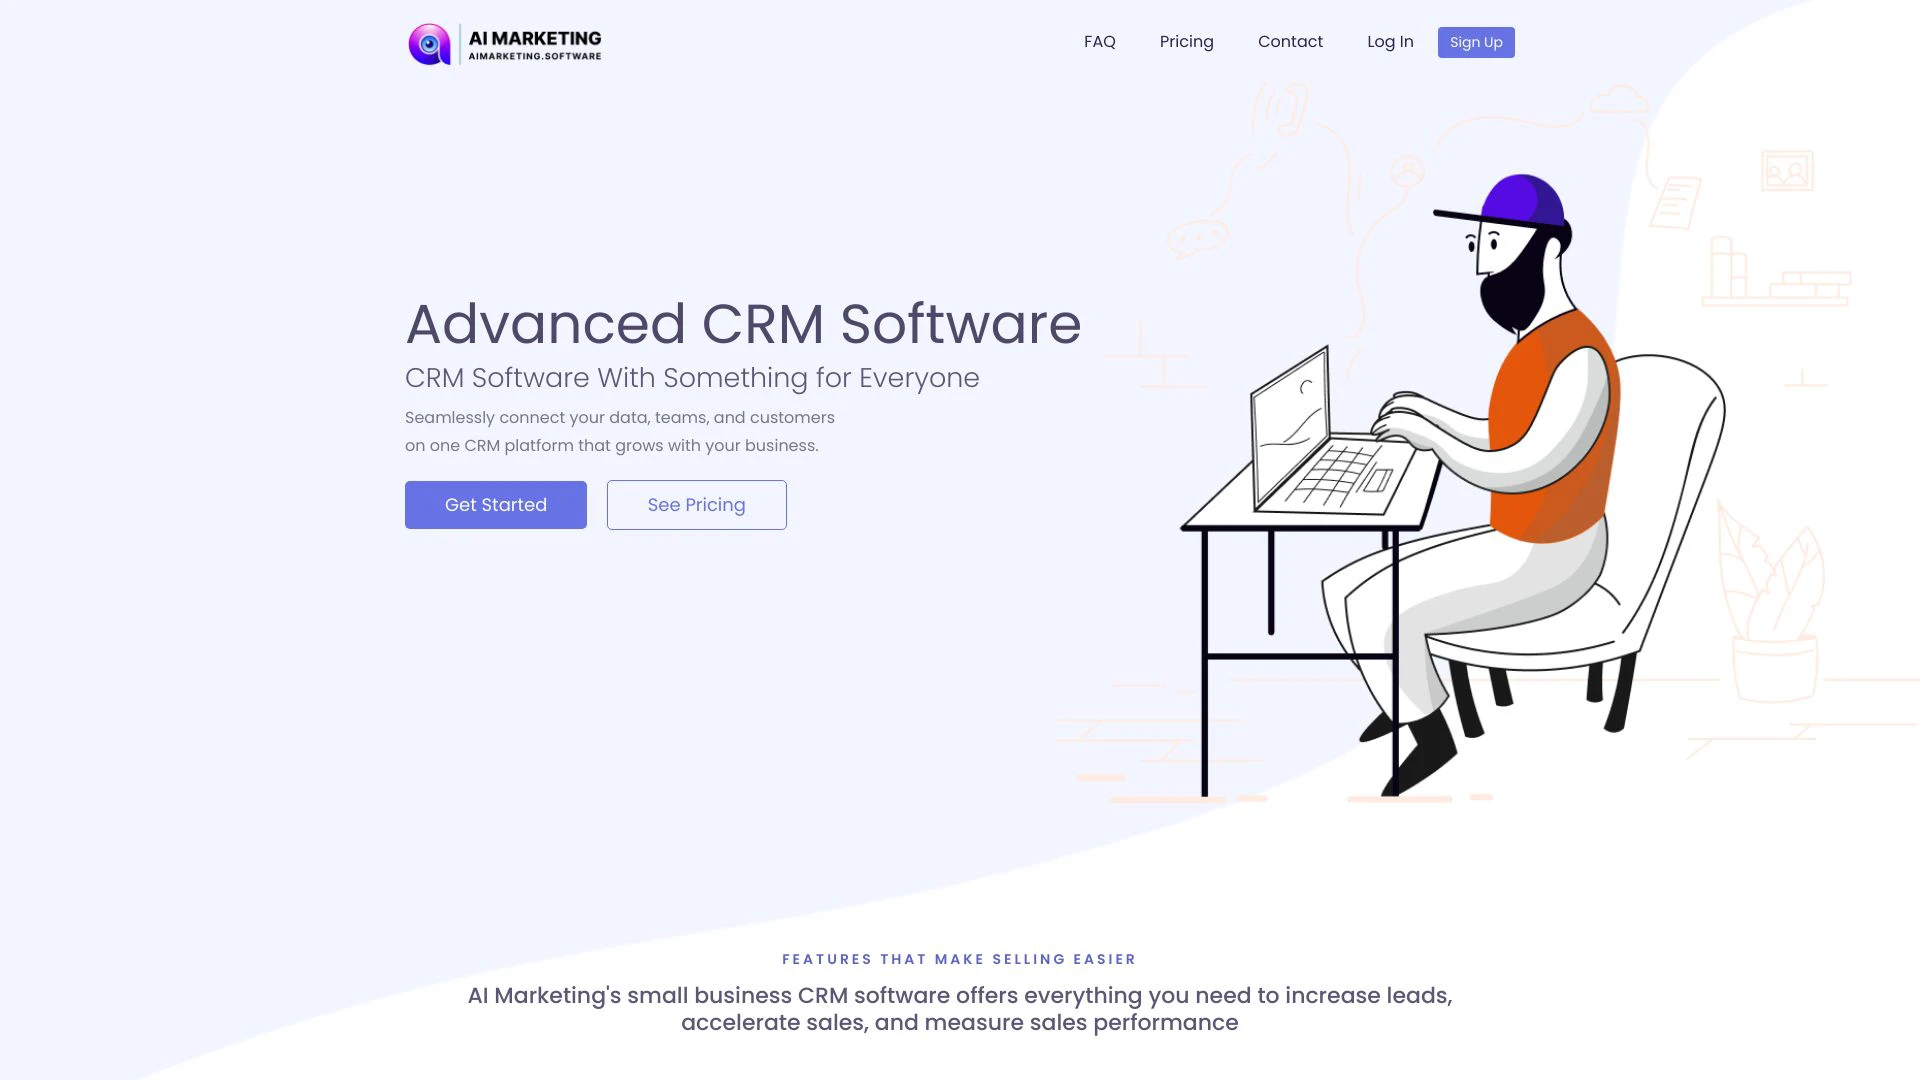 AI MARKETING
AIMARKETING.SOFTWARE
FAQ
Pricing
Contact
Log In
Sign Up
Advanced CRM Software
CRM Software With Something for Everyone
Seamlessly connect your data, teams, and customers
on one CRM platform that grows with your business.
Get Started
See Pricing
FEATURES THAT MAKE SELLING EASIER
AI Marketing's small business CRM software offers everything you need to increase leads,
accelerate sales, and measure sales performance